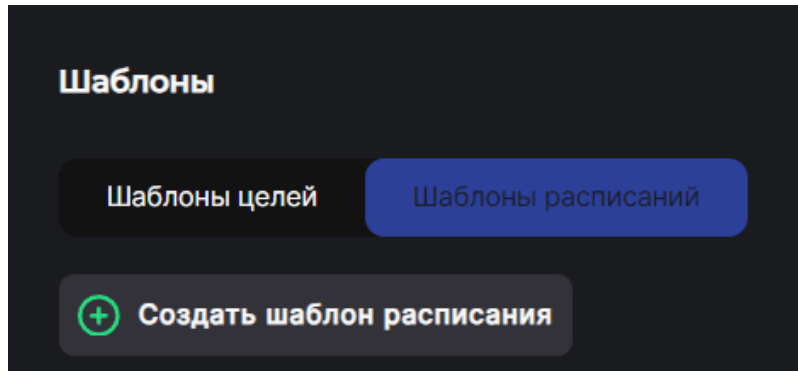 Шаблоны
Шаблоны целей Шаблоны расписаний
Создать шаблон расписания